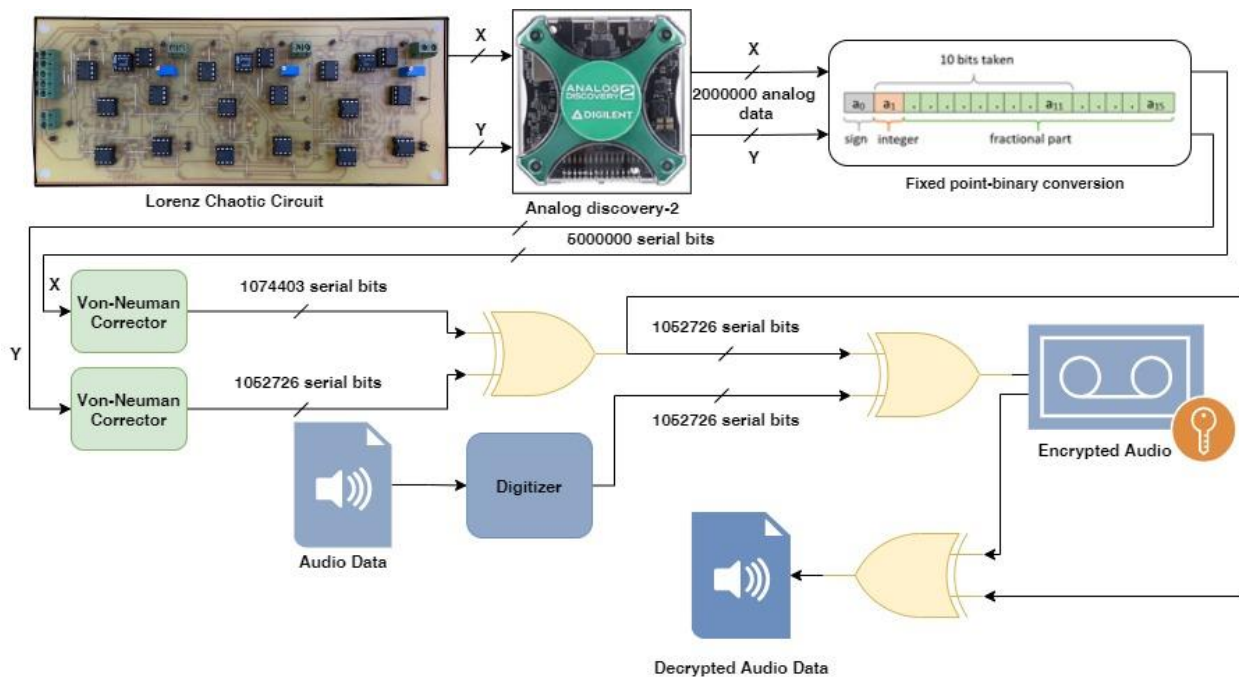 X
Y
ANALOG
DISCOVERY 2
DIGILENT
X
2000000 analog
data
Y
10 bits taken
a0 a1 . . . . . . . . . a11 . . . . a15
sign integer fractional part
Lorenz Chaotic Circuit
Analog discovery-2
Fixed point-binary conversion
5000000 serial bits
X
Y
Von-Neuman
Corrector
1074403 serial bits
Von-Neuman
Corrector
1052726 serial bits
1052726 serial bits
1052726 serial bits
Encrypted Audio
Digitizer
Audio Data
Decrypted Audio Data